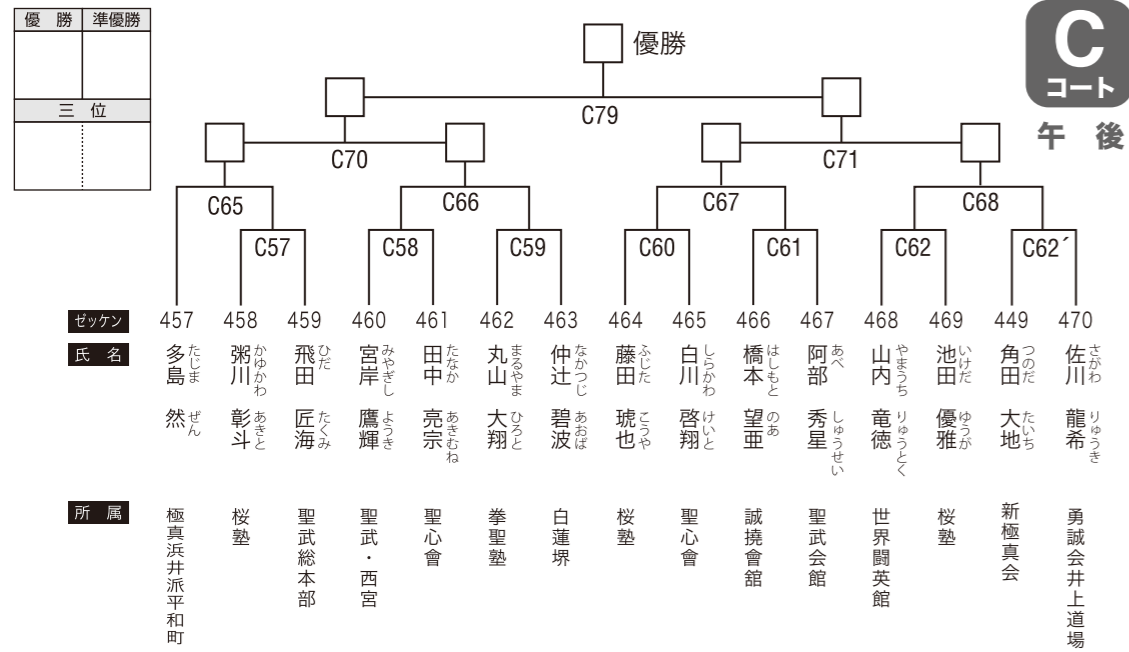 優 勝 準優勝
三 位
優勝
C
コート
午 後
C79
C70 C71
C65 C66 C67 C68
C57 C58 C59 C60 C61 C62 C62´
ゼッケン 457 458 459 460 461 462 463 464 465 466 467 468 469 449 470
氏 名
多島 然 たじま ぜん
粥川 彰斗 かゆかわ あきと
飛田 匠海 ひだ たくみ
宮岸 鷹輝 みやぎし ようき
田中 亮宗 たなか あきむね
丸山 大翔 まるやま ひろと
仲辻 碧波 なかつじ あおば
藤田 琥也 ふじた こうや
白川 啓翔 しらかわ けいと
橋本 望亜 はしもと のあ
阿部 秀星 あべ しゅうせい
山内 竜徳 やまうち りゅうとく
池田 優雅 いけだ ゆうが
角田 大地 つのだ たいち
佐川 龍希 さがわ りゅうき
所 属
極真浜井派平和町
桜塾
聖武総本部
聖武・西宮
聖心會
拳聖塾
白蓮堺
桜塾
聖心會
誠撓會舘
聖武会館
世界闘英館
桜塾
新極真会
勇誠会井上道場